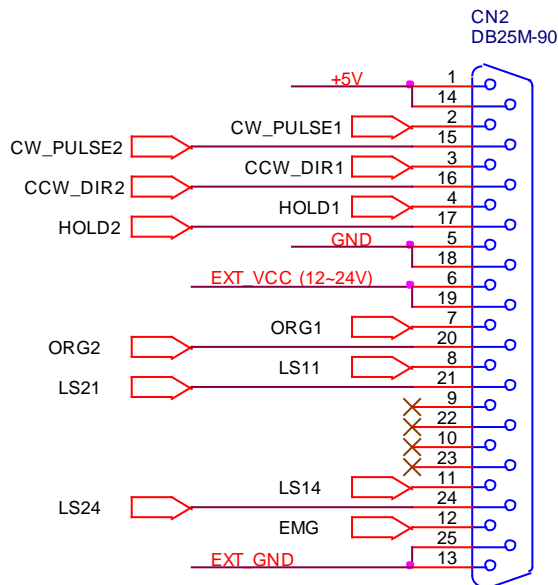 CN2
DB25M-90
+5V 1
14
CW_PULSE1 2
CW_PULSE2 15
CCW_DIR1 3
CCW_DIR2 16
HOLD1 4
HOLD2 17
GND 5
18
EXT_VCC (12~24V) 6
19
ORG1 7
ORG2 20
LS11 8
LS21 21
9
22
10
23
LS14 11
LS24 24
EMG 12
25
EXT_GND 13